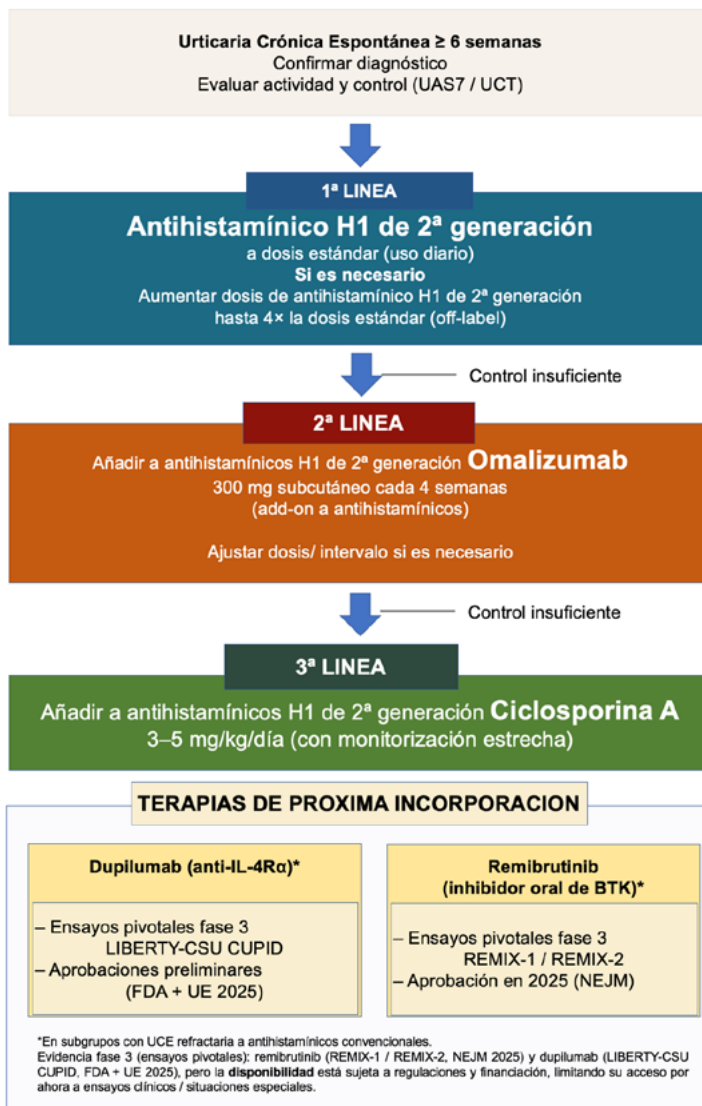 Urticaria Crónica Espontánea ≥ 6 semanas
Confirmar diagnóstico
Evaluar actividad y control (UAS7 / UCT)
1ª LINEA
Antihistamínico H1 de 2ª generación
a dosis estándar (uso diario)
Si es necesario
Aumentar dosis de antihistamínico H1 de 2ª generación
hasta 4× la dosis estándar (off-label)
Control insuficiente
2ª LINEA
Añadir a antihistamínicos H1 de 2ª generación Omalizumab
300 mg subcutáneo cada 4 semanas
(add-on a antihistamínicos)
Ajustar dosis/ intervalo si es necesario
Control insuficiente
3ª LINEA
Añadir a antihistamínicos H1 de 2ª generación Ciclosporina A
3–5 mg/kg/día (con monitorización estrecha)
TERAPIAS DE PROXIMA INCORPORACION
Dupilumab (anti-IL-4Rα)*
– Ensayos pivotales fase 3
LIBERTY-CSU CUPID
– Aprobaciones preliminares
(FDA + UE 2025)
Remibrutinib
(inhibidor oral de BTK)*
– Ensayos pivotales fase 3
REMIX-1 / REMIX-2
– Aprobación en 2025 (NEJM)
*En subgrupos con UCE refractaria a antihistamínicos convencionales.
Evidencia fase 3 (ensayos pivotales): remibrutinib (REMIX-1 / REMIX-2, NEJM 2025) y dupilumab (LIBERTY-CSU
CUPID, FDA + UE 2025), pero la disponibilidad está sujeta a regulaciones y financiación, limitando su acceso por
ahora a ensayos clínicos / situaciones especiales.